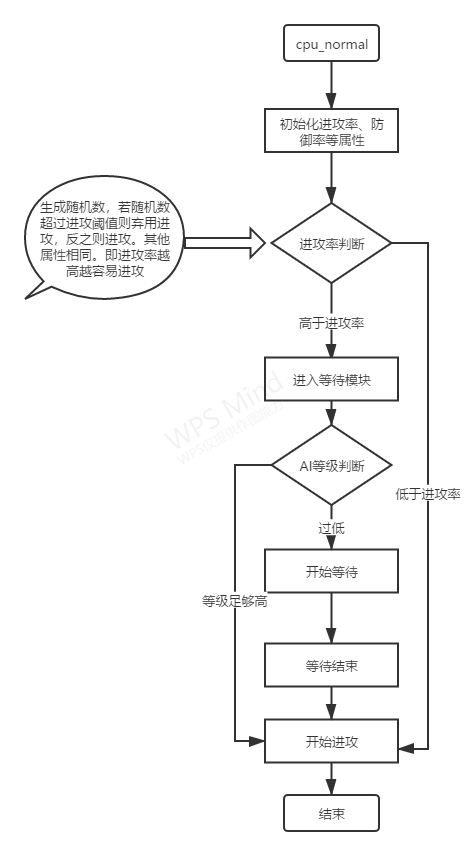 cpu_normal
初始化进攻率、防
御率等属性
生成随机数，若随机数
超过进攻阈值则弃用进
攻，反之则进攻。其他
属性相同。即进攻率越
高越容易进攻
进攻率判断
高于进攻率
进入等待模块
WPS Mind
AI等级判断
低于进攻率
过低
开始等待
等级足够高
等待结束
开始进攻
结束